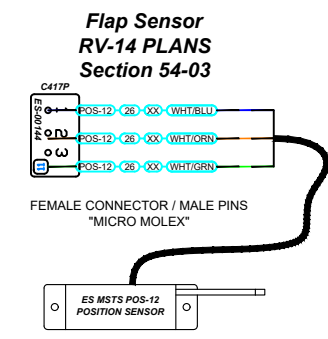 Flap Sensor
RV-14 PLANS
Section 54-03
C417P
ES-00144
1 POS-12 26 XX WHT/BLU
2 POS-12 26 XX WHT/ORN
3 POS-12 26 XX WHT/GRN
FEMALE CONNECTOR / MALE PINS
"MICRO MOLEX"
ES MSTS POS-12
POSITION SENSOR